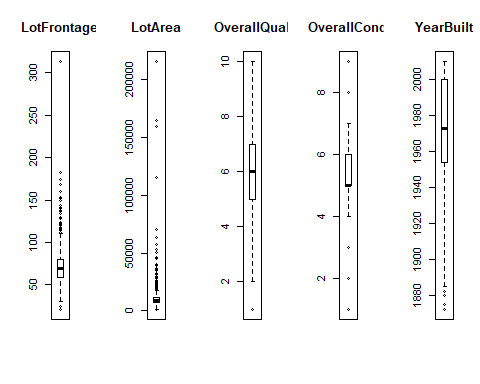 LotFrontage LotArea OverallQual OverallCond YearBuilt
50 100 150 200 250 300
0 50000 100000 150000 200000
2 4 6 8 10
2 4 6 8
1880 1900 1920 1940 1960 1980 2000